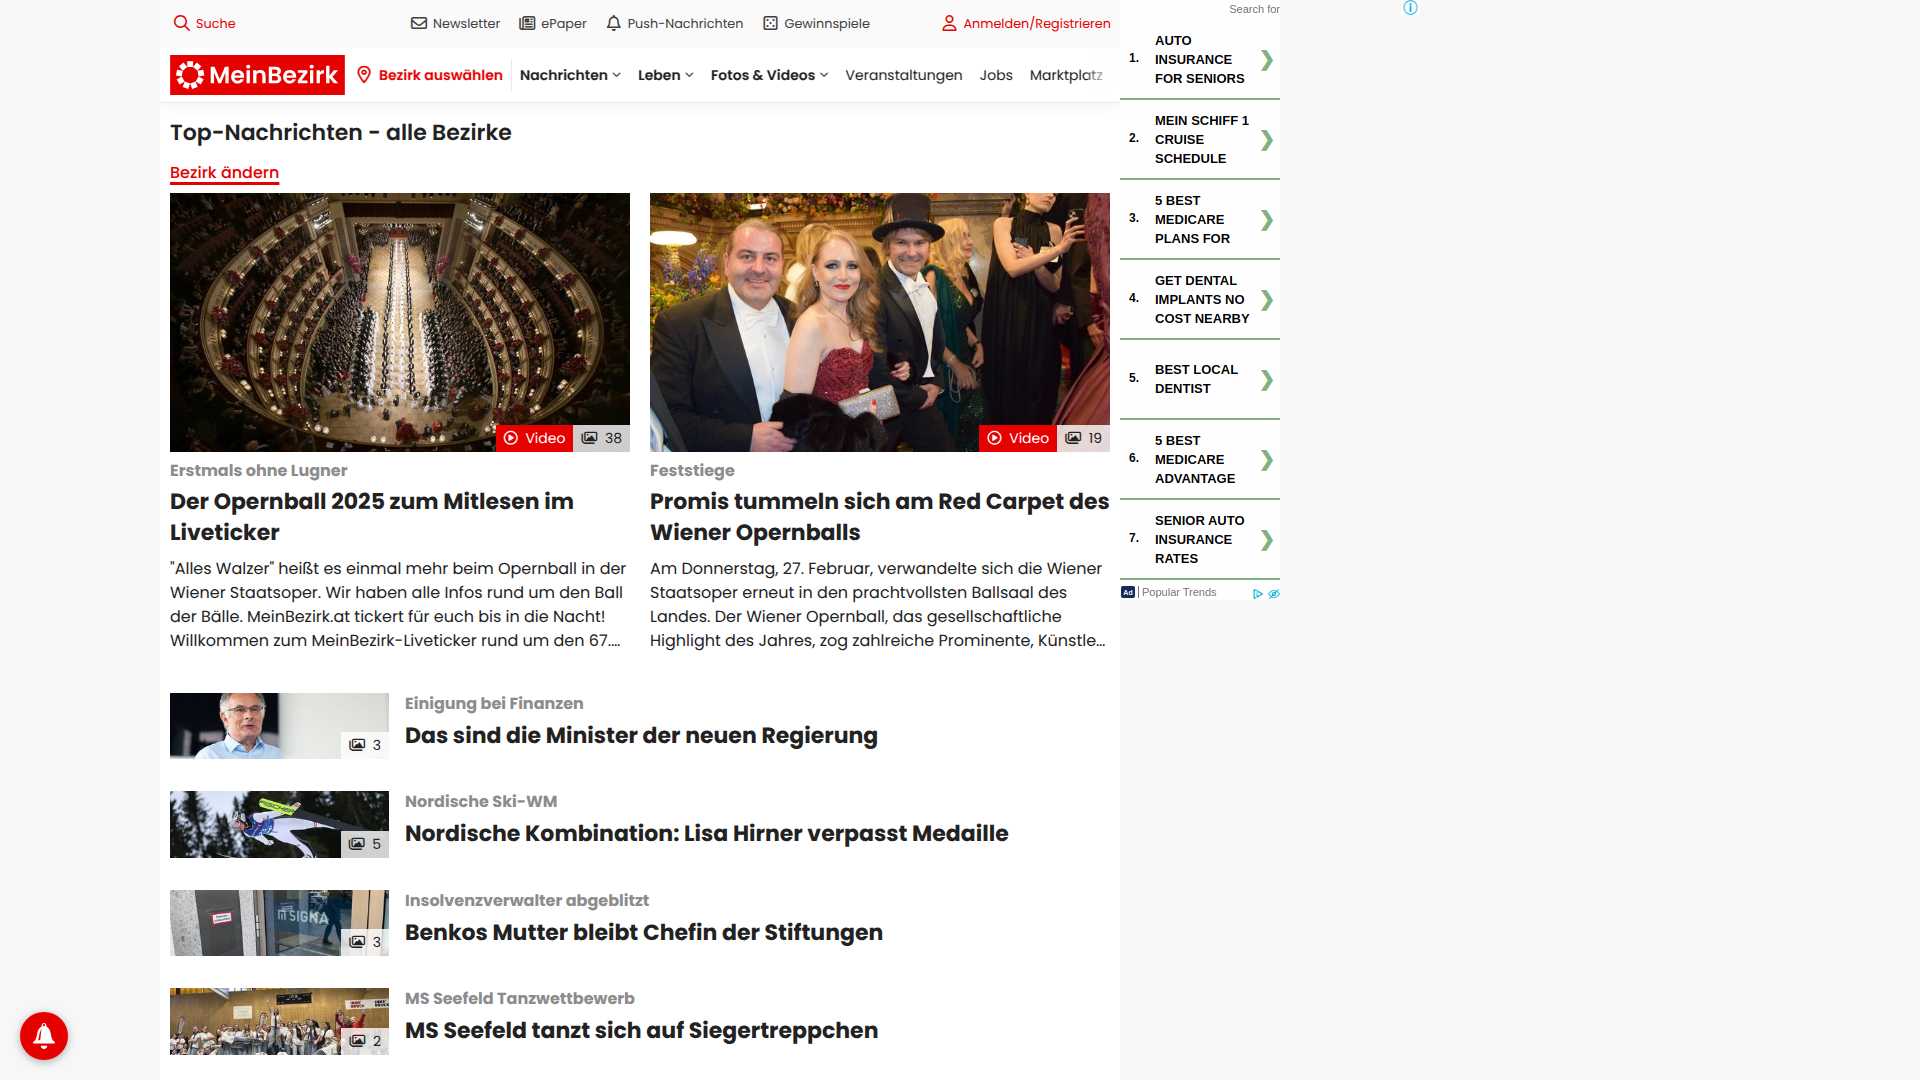 Suche
Newsletter
ePaper
Push-Nachrichten
Gewinnspiele
Anmelden/Registrieren
MeinBezirk
Bezirk auswählen
Nachrichten
Leben
Fotos & Videos
Veranstaltungen
Jobs
Marktplatz
Top-Nachrichten - alle Bezirke
Bezirk ändern
Video
38
Erstmals ohne Lugner
Der Opernball 2025 zum Mitlesen im
Liveticker
"Alles Walzer" heißt es einmal mehr beim Opernball in der
Wiener Staatsoper. Wir haben alle Infos rund um den Ball
der Bälle. MeinBezirk.at tickert für euch bis in die Nacht!
Willkommen zum MeinBezirk-Liveticker rund um den 67....
Video
19
Feststiege
Promis tummeln sich am Red Carpet des
Wiener Opernballs
Am Donnerstag, 27. Februar, verwandelte sich die Wiener
Staatsoper erneut in den prachtvollsten Ballsaal des
Landes. Der Wiener Opernball, das gesellschaftliche
Highlight des Jahres, zog zahlreiche Prominente, Künstle...
3
Einigung bei Finanzen
Das sind die Minister der neuen Regierung
5
Nordische Ski-WM
Nordische Kombination: Lisa Hirner verpasst Medaille
SIGNA
3
Insolvenzverwalter abgeblitzt
Benkos Mutter bleibt Chefin der Stiftungen
2
MS Seefeld Tanzwettbewerb
MS Seefeld tanzt sich auf Siegertreppchen
Search for
1.
AUTO
INSURANCE
FOR SENIORS
2.
MEIN SCHIFF 1
CRUISE
SCHEDULE
3.
5 BEST
MEDICARE
PLANS FOR
4.
GET DENTAL
IMPLANTS NO
COST NEARBY
5.
BEST LOCAL
DENTIST
6.
5 BEST
MEDICARE
ADVANTAGE
7.
SENIOR AUTO
INSURANCE
RATES
Ad
Popular Trends